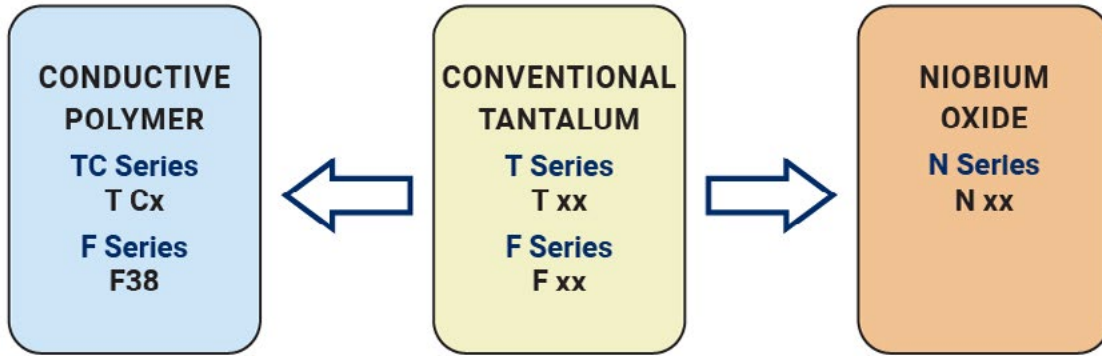 CONDUCTIVE
POLYMER
TC Series
T Cx
F Series
F38
CONVENTIONAL
TANTALUM
T Series
T xx
F Series
F xx
NIOBIUM
OXIDE
N Series
N xx